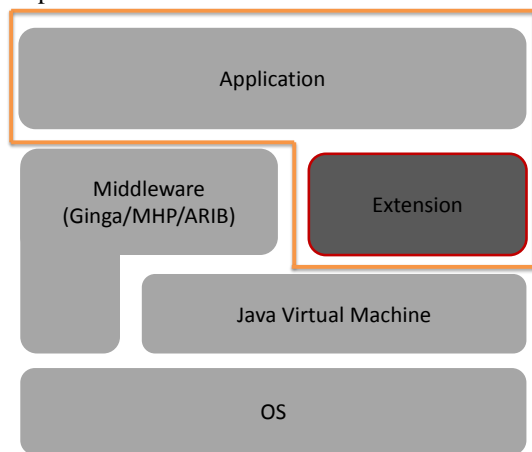 Application
Middleware
(Ginga/MHP/ARIB)
Extension
Java Virtual Machine
OS